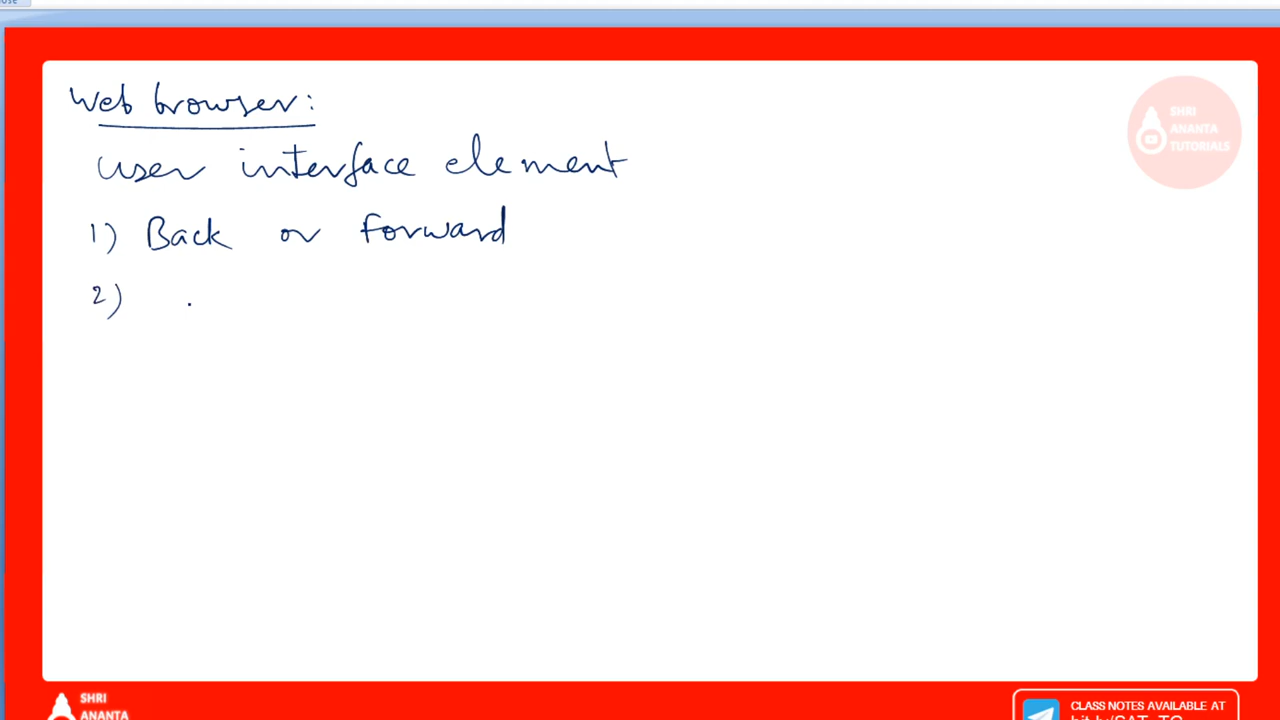 Web browser:
user interface element
1) Back or forward
2)
SHRI
ANANTA
TUTORIALS
SHRI
ANANTA
CLASS NOTES AVAILABLE AT